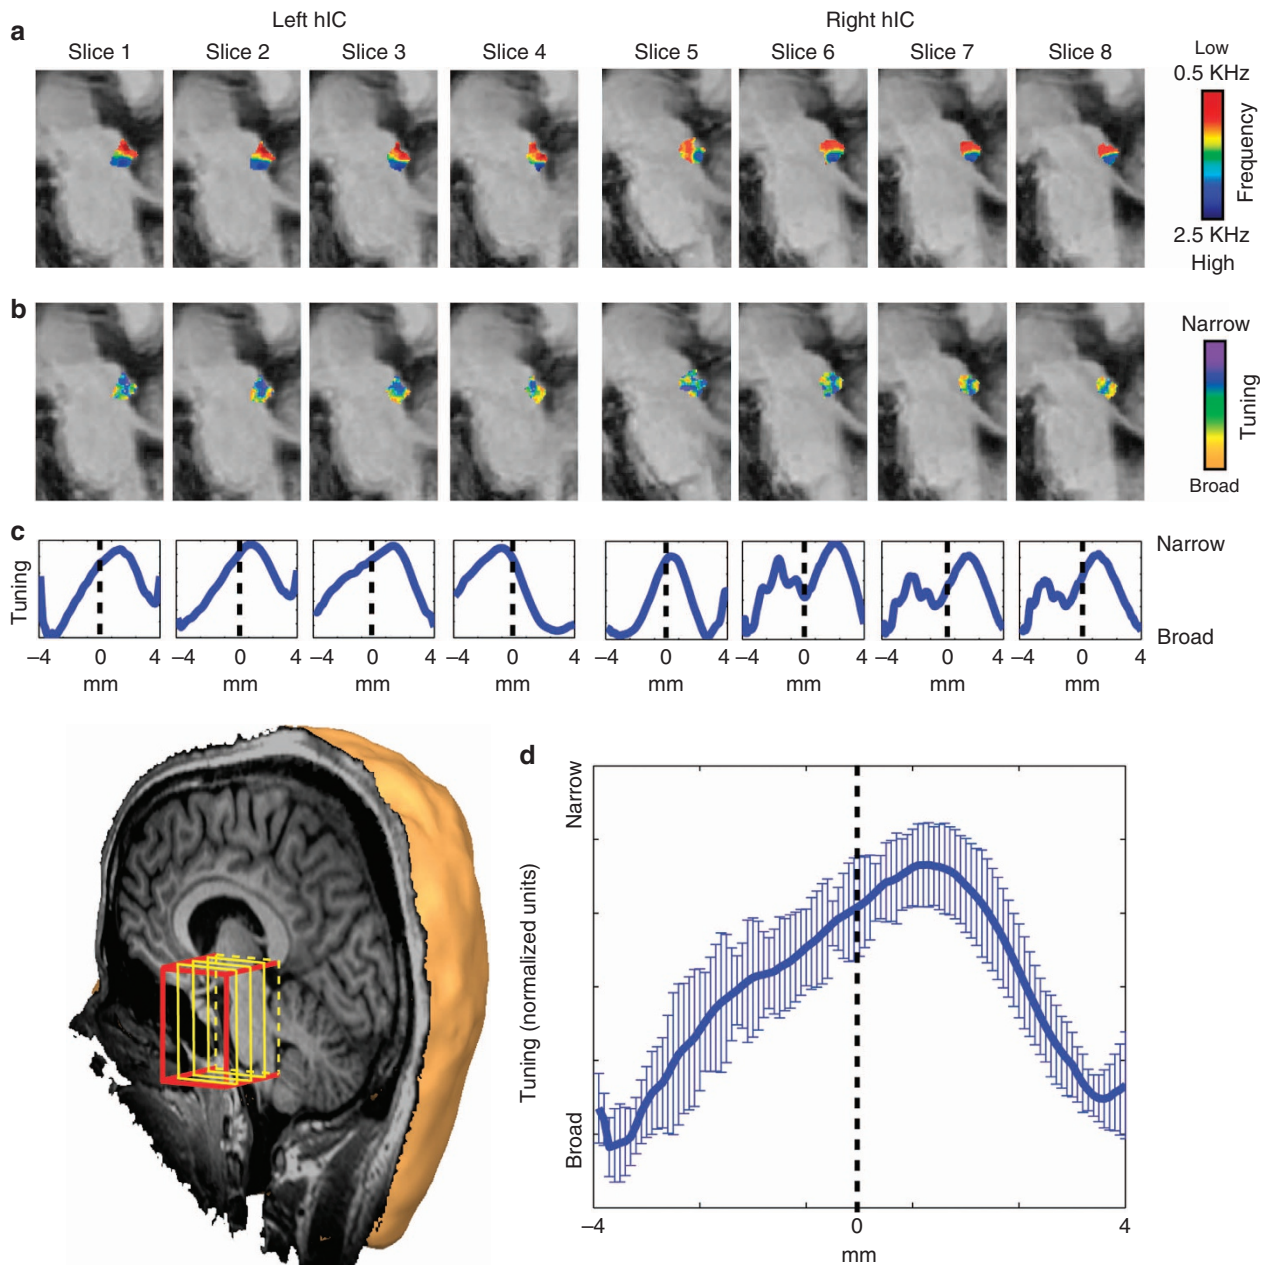 a
Left hIC
Right hIC
Slice 1 Slice 2 Slice 3 Slice 4 Slice 5 Slice 6 Slice 7 Slice 8
Low
0.5 KHz
Frequency
2.5 KHz
High
b
Narrow
Tuning
Broad
c
Tuning
Narrow
Broad
–4 0 4 –4 0 4 –4 0 4 –4 0 4 –4 0 4 –4 0 4 –4 0 4 –4 0 4
mm mm mm mm mm mm mm mm
d
Narrow
Tuning (normalized units)
Broad
–4 0 4
mm